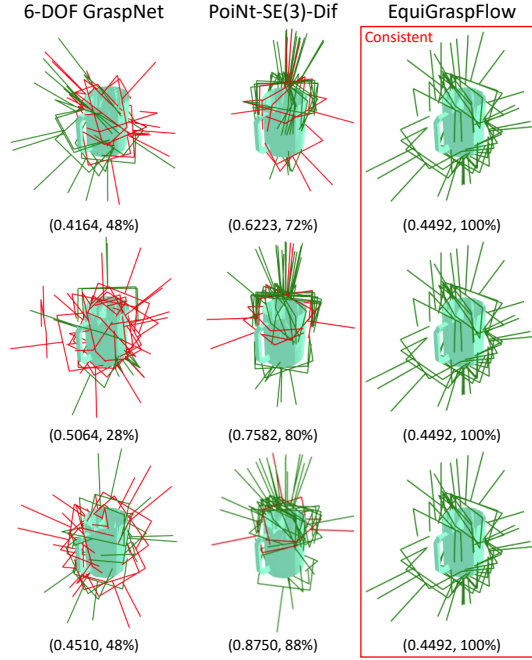 6-DOF GraspNet PoiNt-SE(3)-Dif EquiGraspFlow
Consistent
(0.4164, 48%) (0.6223, 72%) (0.4492, 100%)
(0.5064, 28%) (0.7582, 80%) (0.4492, 100%)
(0.4510, 48%) (0.8750, 88%) (0.4492, 100%)